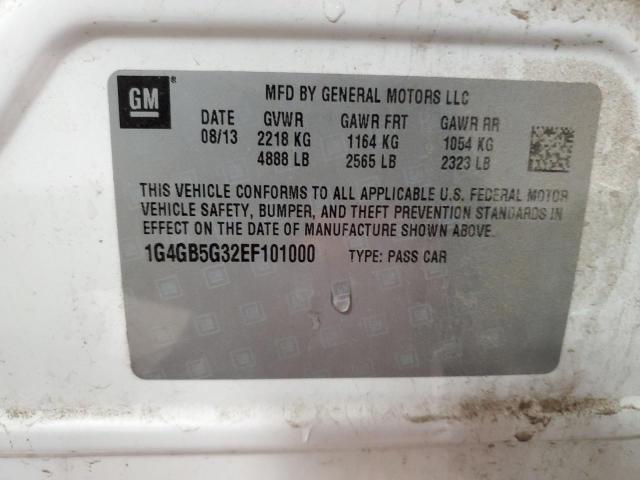 GM ®
MFD BY GENERAL MOTORS LLC
DATE GVWR GAWR FRT GAWR RR
08/13 2218 KG 1164 KG 1054 KG
4888 LB 2565 LB 2323 LB
THIS VEHICLE CONFORMS TO ALL APPLICABLE U.S. FEDERAL MOTOR
VEHICLE SAFETY, BUMPER, AND THEFT PREVENTION STANDARDS IN
EFFECT ON THE DATE OF MANUFACTURE SHOWN ABOVE.
1G4GB5G32EF101000 TYPE: PASS CAR